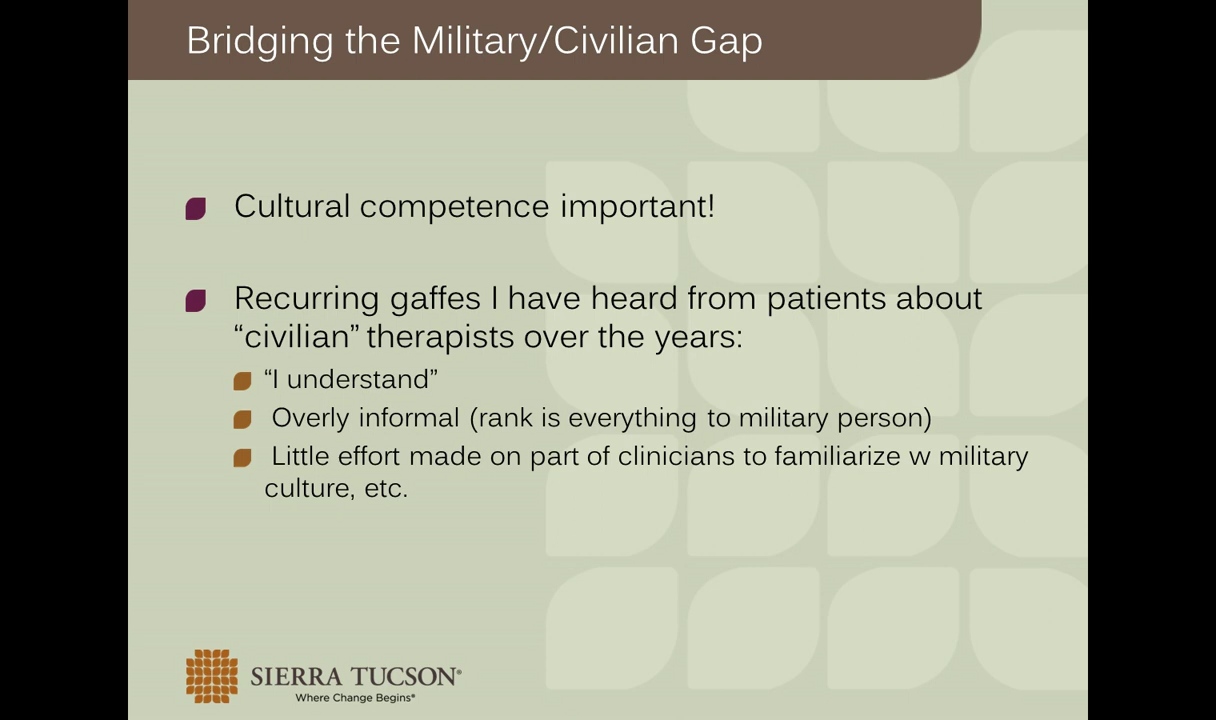 Bridging the Military/Civilian Gap
Cultural competence important!
Recurring gaffes I have heard from patients about
“civilian” therapists over the years:
“I understand”
Overly informal (rank is everything to military person)
Little effort made on part of clinicians to familiarize w military
culture, etc.
SIERRA TUCSON®
Where Change Begins®